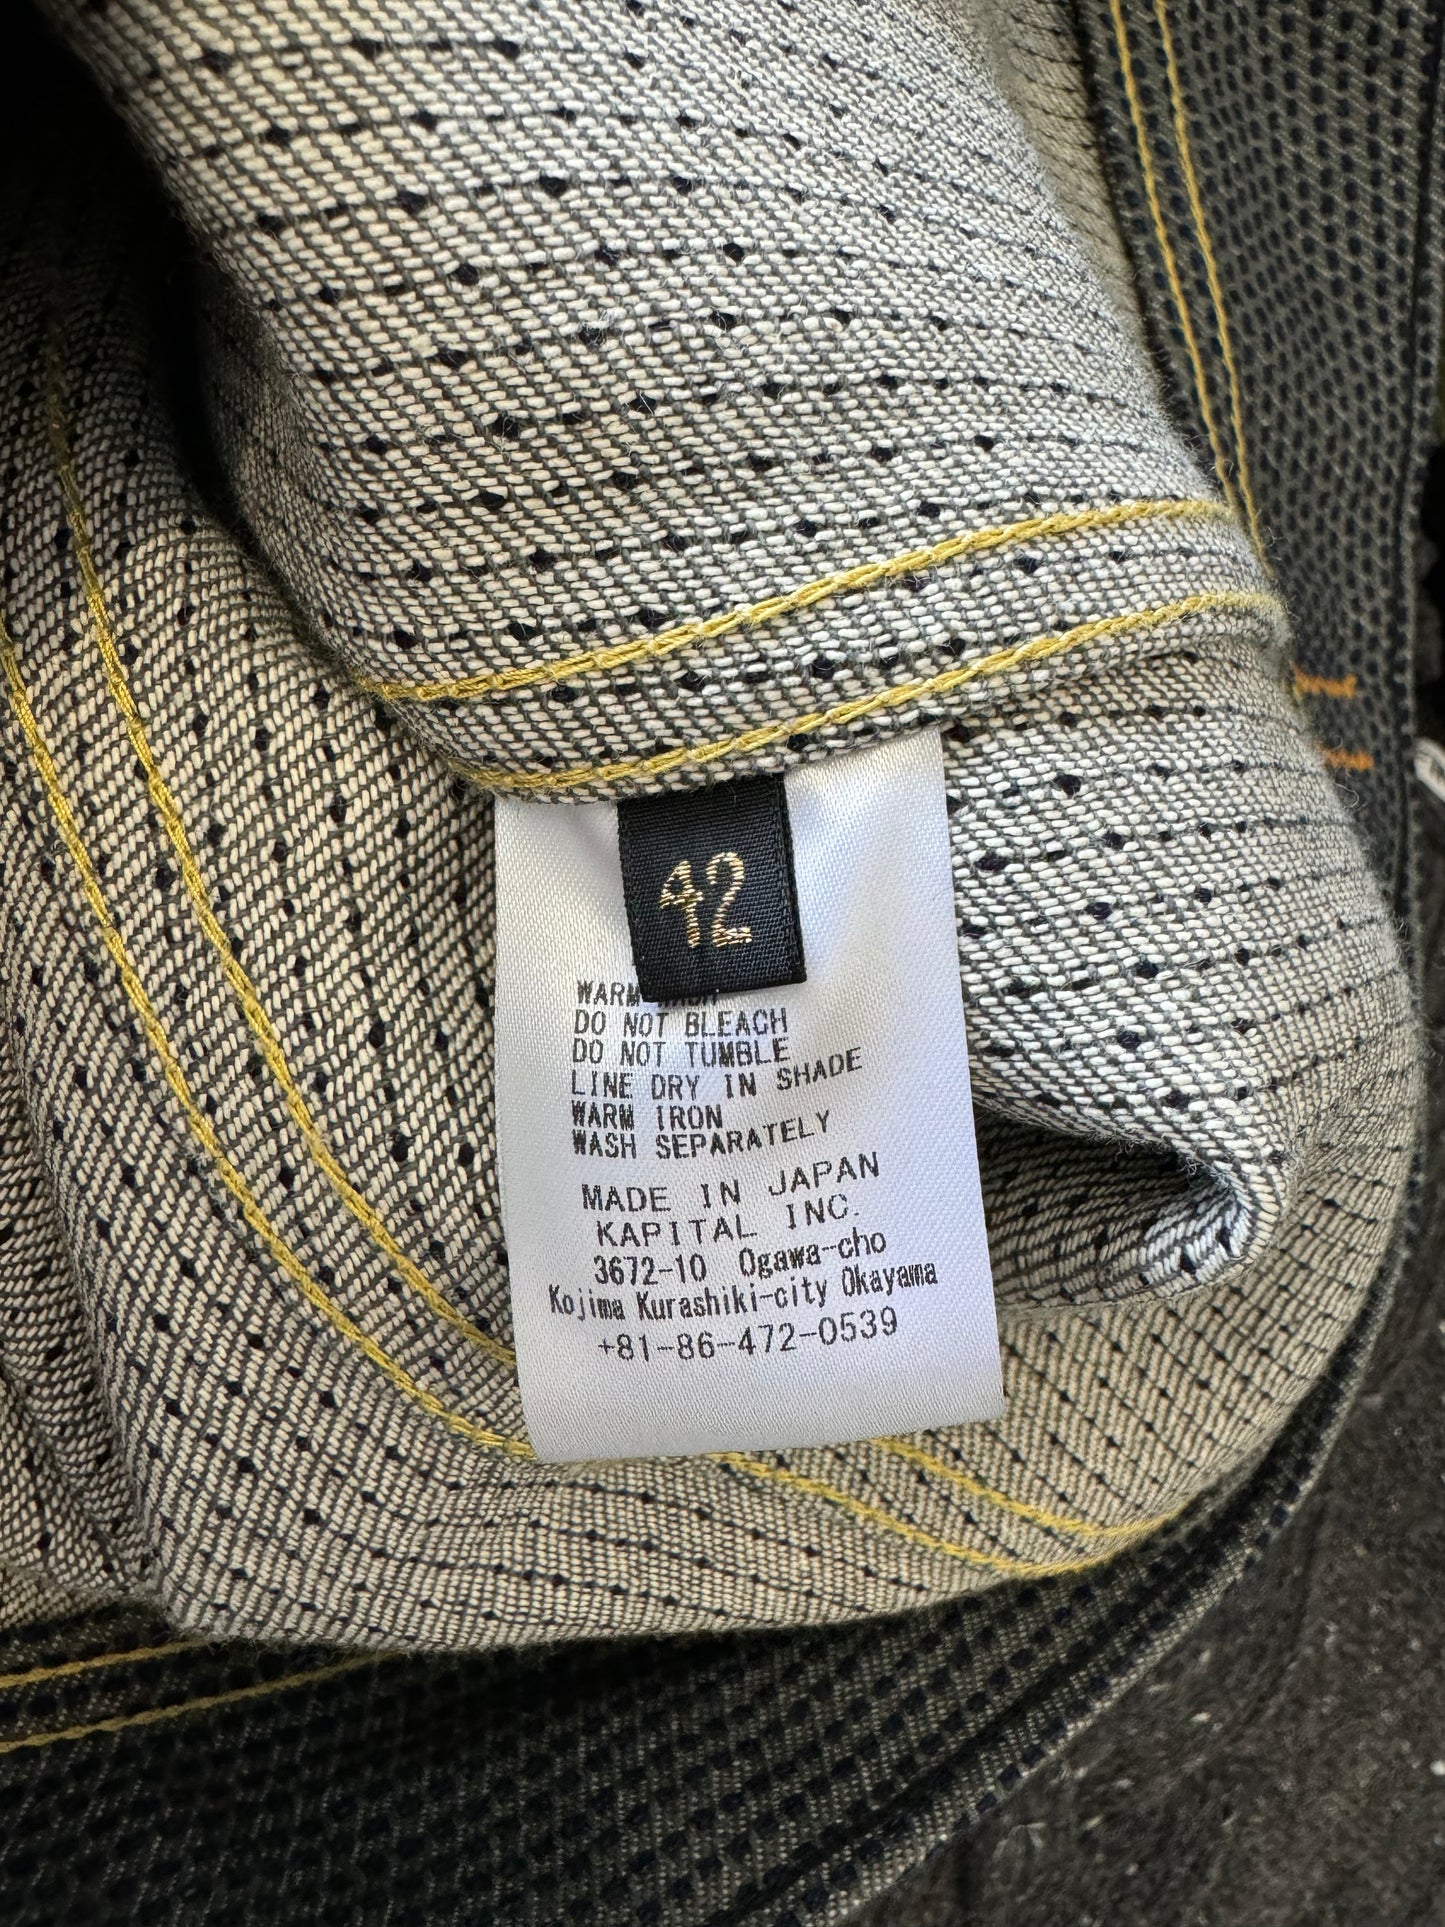 42
WARM WASH
DO NOT BLEACH
DO NOT TUMBLE
LINE DRY IN SHADE
WARM IRON
WASH SEPARATELY
MADE IN JAPAN
KAPITAL INC.
3672-10 Ogawa-cho
Kojima Kurashiki-city Okayama
+81-86-472-0539